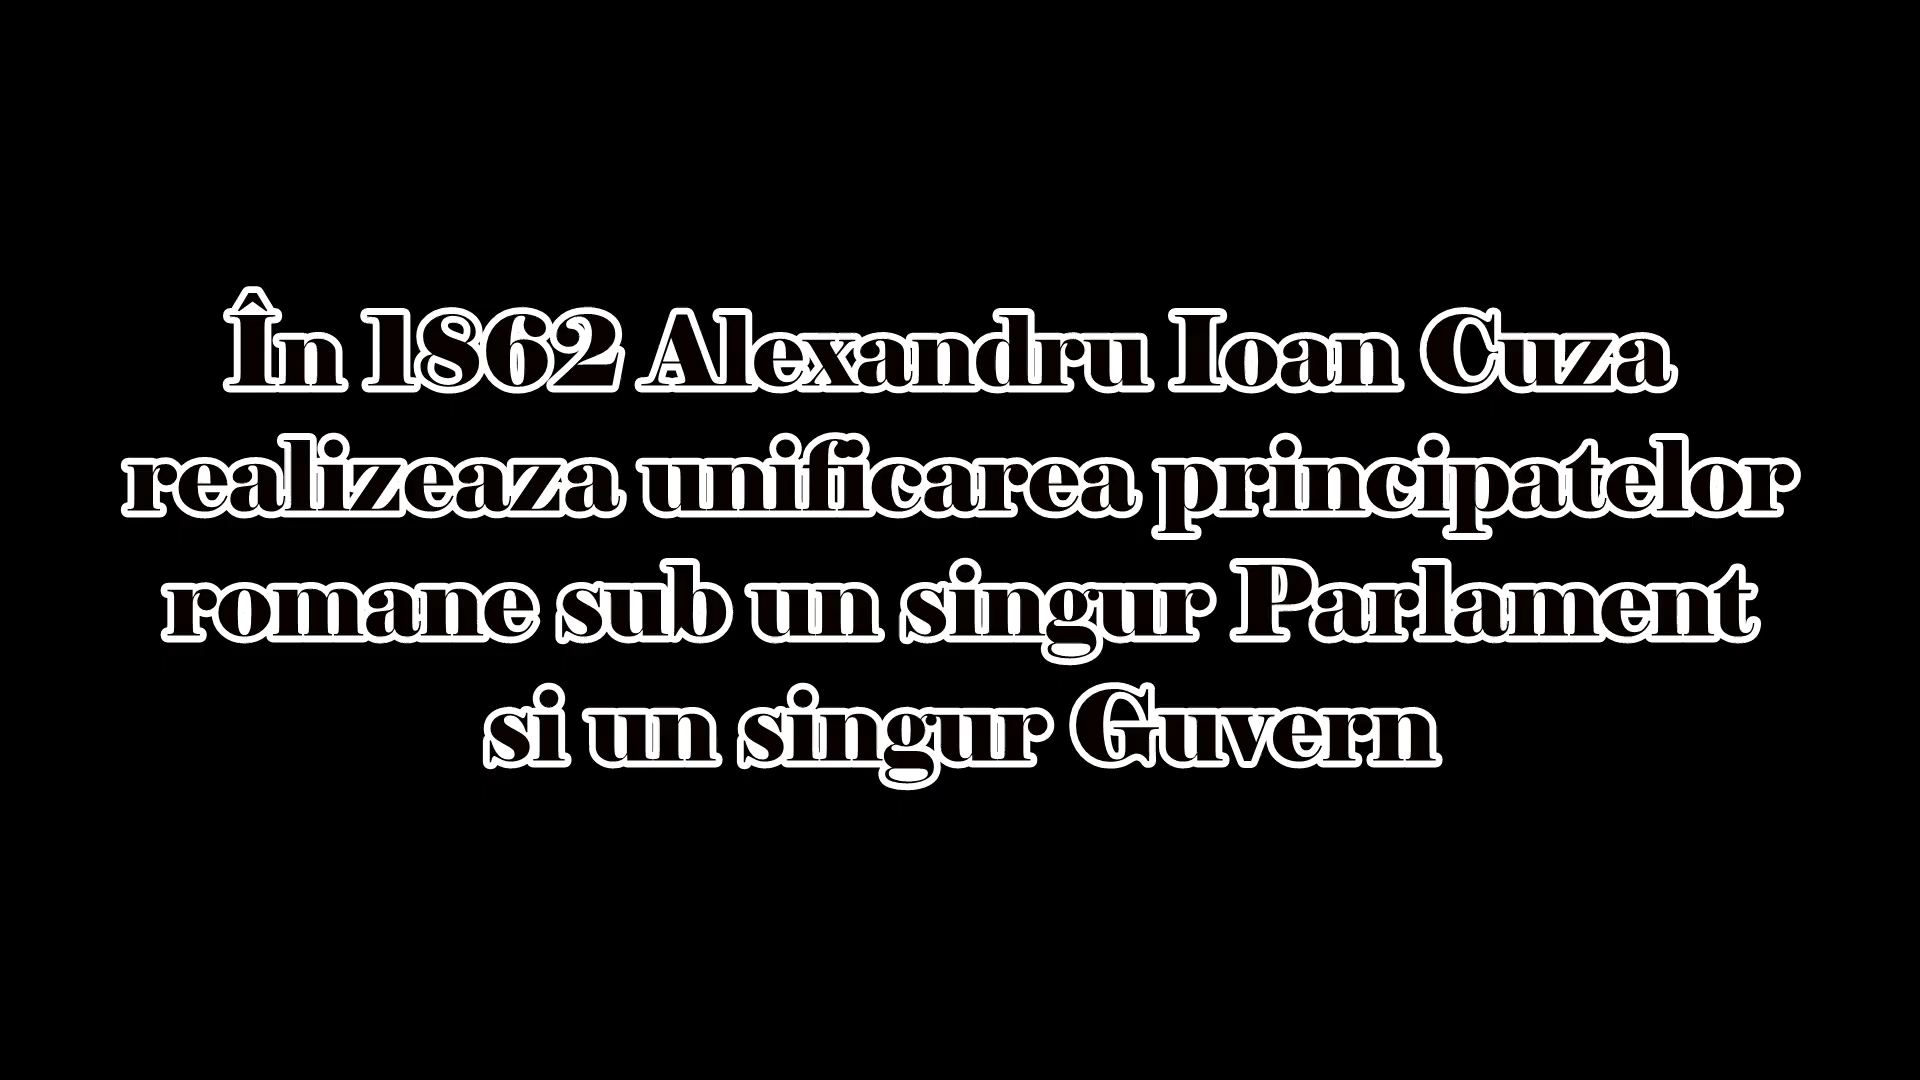 În 1862 Alexandru Ioan Cuza
realizeaza unificarea principatelor
romane sub un singur Parlament
si un singur Guvern